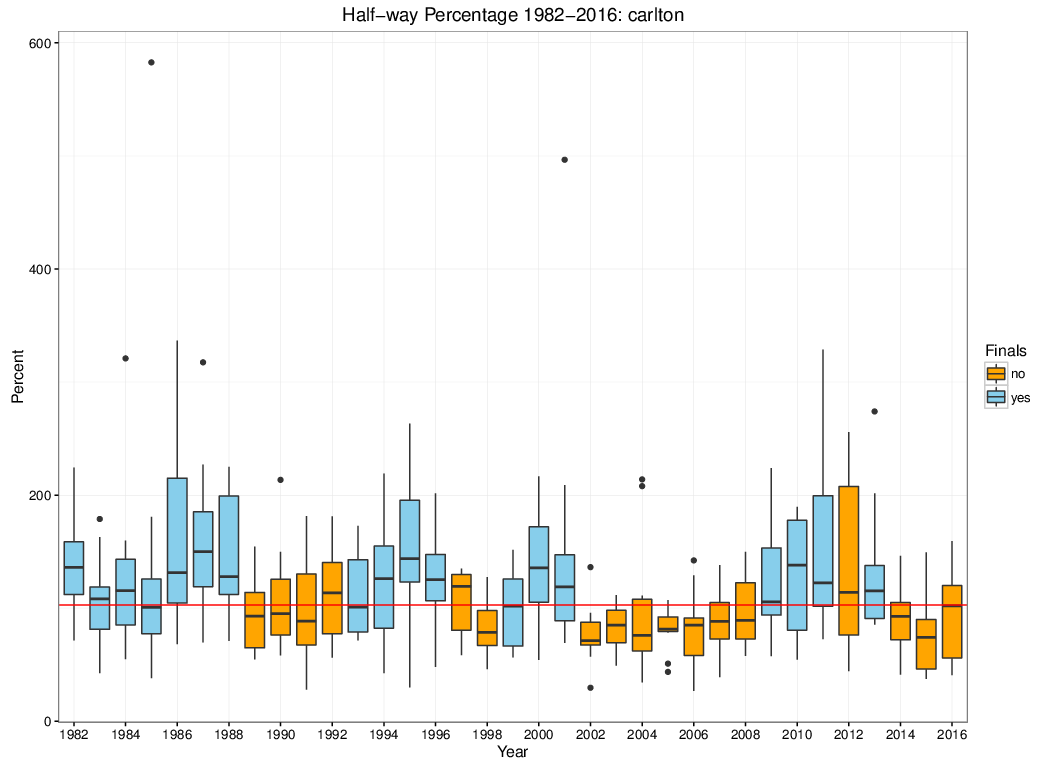 Half−way Percentage 1982−2016: carlton
600
400
200
0
Percent
1982 1984 1986 1988 1990 1992 1994 1996 1998 2000 2002 2004 2006 2008 2010 2012 2014 2016
Year
Finals
no
yes